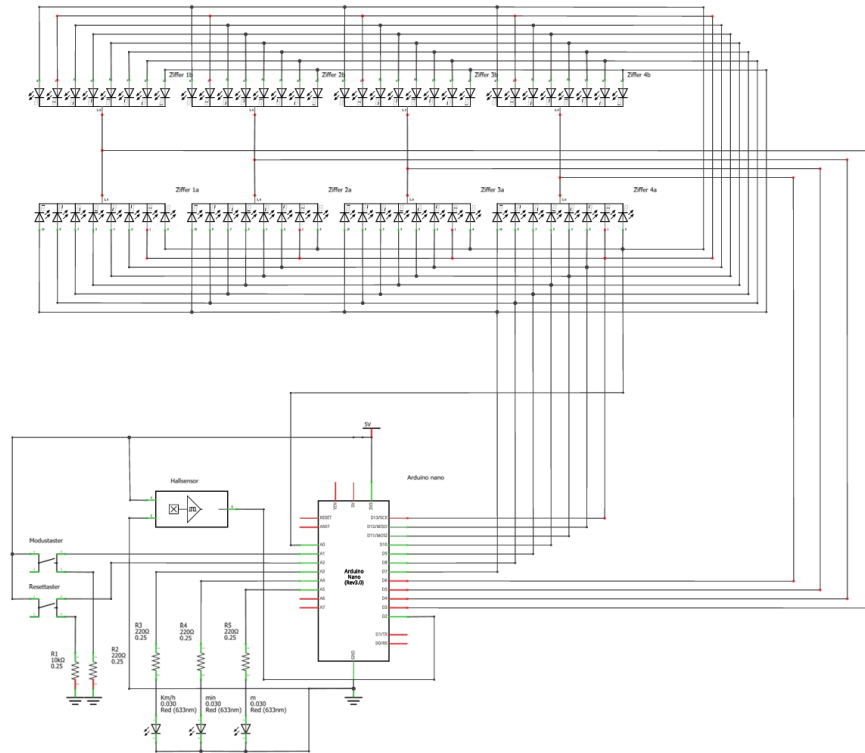 Ziffer 1b
Ziffer 2b
Ziffer 3b
Ziffer 4b
Ziffer 1a
Ziffer 2a
Ziffer 3a
Ziffer 4a
5V
Arduino nano
Hallsensor
RESET
AREF
A0
A1
A2
A3
A4
A5
A6
A7
D13/SCK
D12/MISO
D11/MOSI
D10
D9
D8
D7
D6
D5
D4
D3
D2
D1/TX
D0/RX
GND
Arduino
Nano
(Rev3.0)
Modustaster
Resettaster
R1
10kΩ
0.25
R2
220Ω
0.25
R3
220Ω
0.25
R4
220Ω
0.25
R5
220Ω
0.25
Km/h
0.030
Red (633nm)
min
0.030
Red (633nm)
m
0.030
Red (633nm)